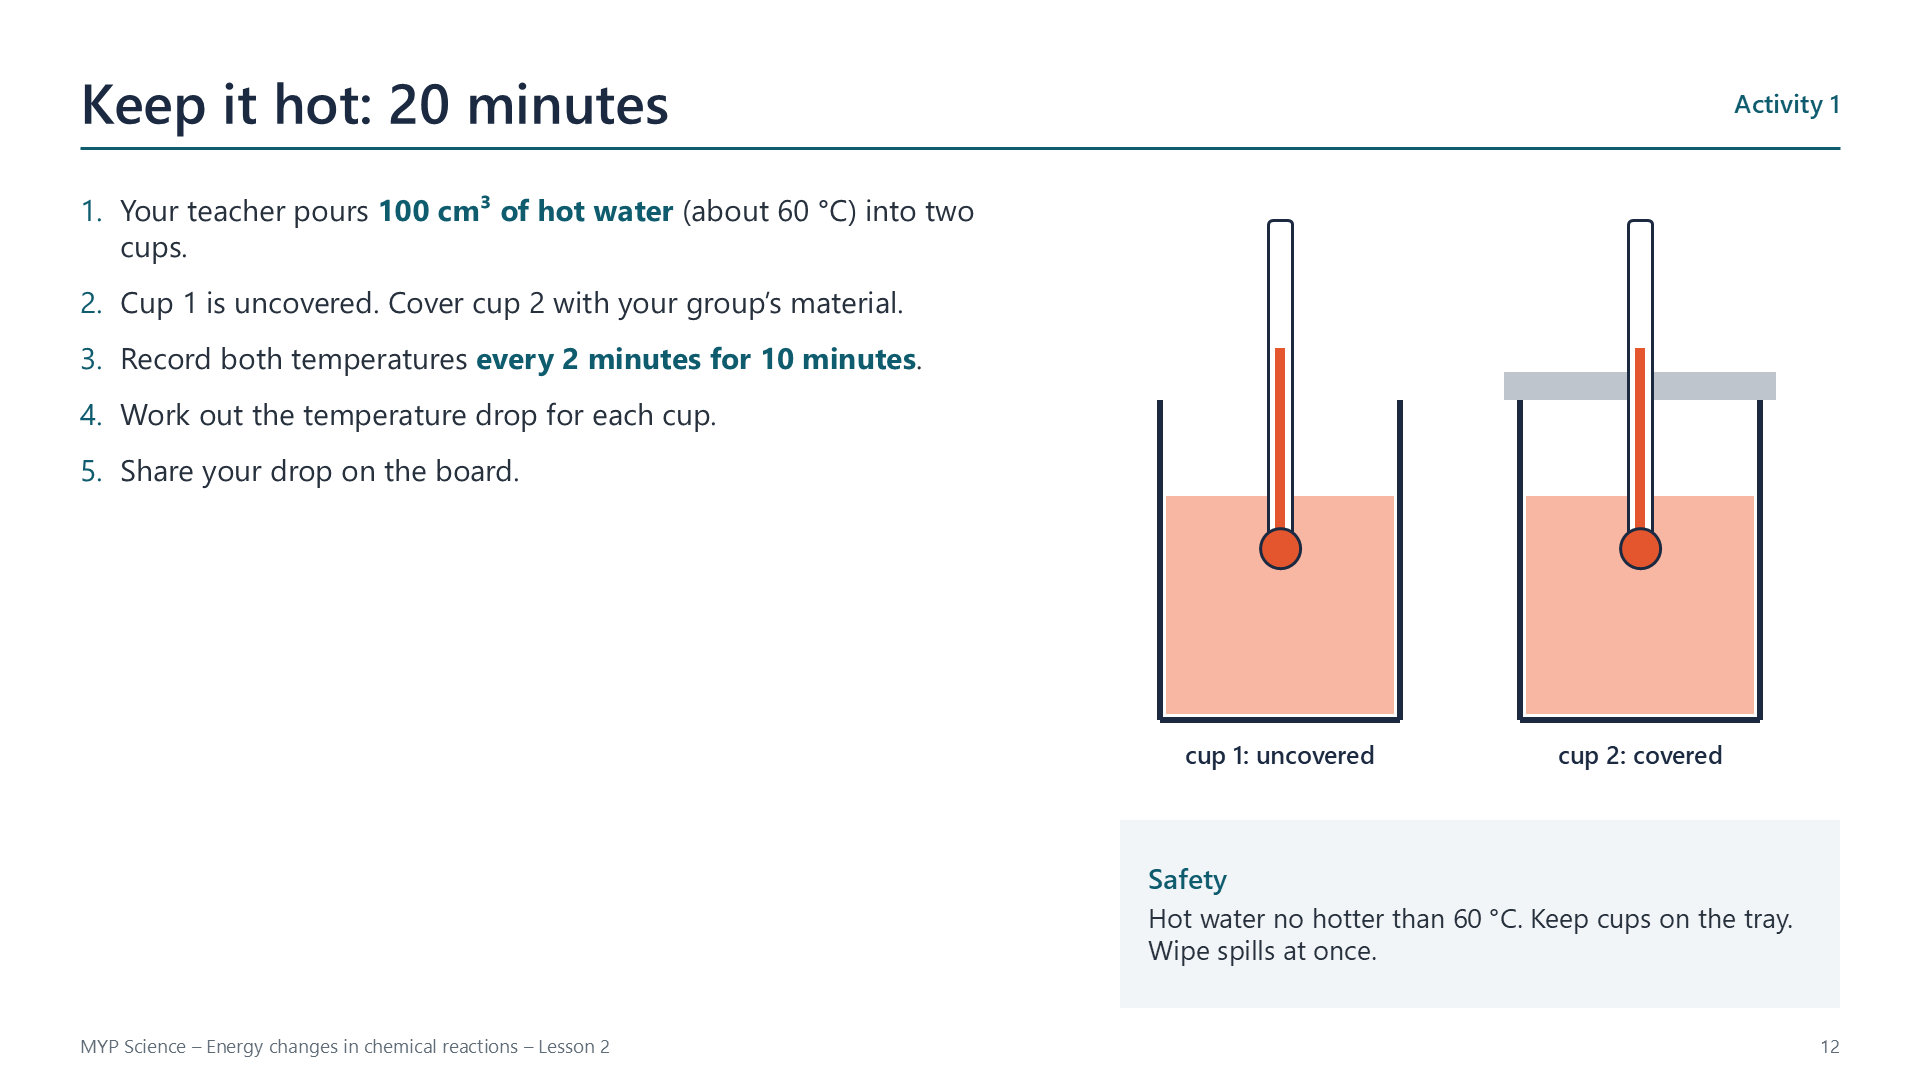 Keep it hot: 20 minutes
Activity 1
1. Your teacher pours 100 cm³ of hot water (about 60 °C) into two
cups.
2. Cup 1 is uncovered. Cover cup 2 with your group’s material.
3. Record both temperatures every 2 minutes for 10 minutes.
4. Work out the temperature drop for each cup.
5. Share your drop on the board.
cup 1: uncovered
cup 2: covered
Safety
Hot water no hotter than 60 °C. Keep cups on the tray.
Wipe spills at once.
MYP Science – Energy changes in chemical reactions – Lesson 2
12